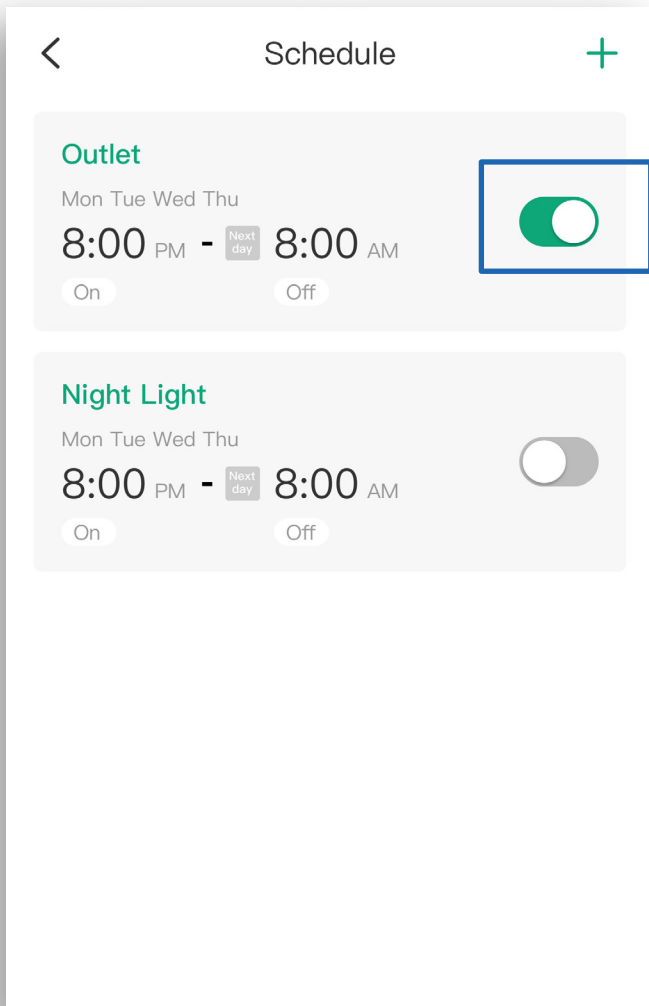 Schedule
Outlet
Mon Tue Wed Thu
8:00 PM - Next day 8:00 AM
On Off
Night Light
Mon Tue Wed Thu
8:00 PM - Next day 8:00 AM
On Off